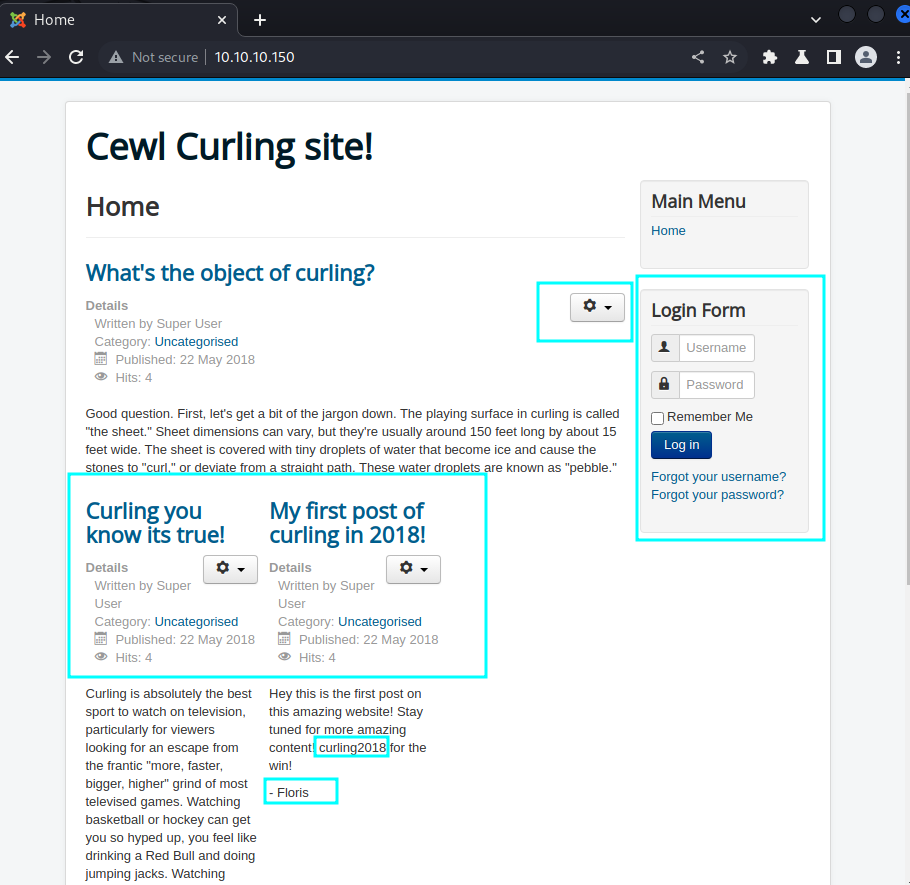 Home
Not secure
10.10.10.150
Cewl Curling site!
Home
What's the object of curling?
Details
Written by Super User
Category: Uncategorised
Published: 22 May 2018
Hits: 4
Good question. First, let's get a bit of the jargon down. The playing surface in curling is called
"the sheet." Sheet dimensions can vary, but they're usually around 150 feet long by about 15
feet wide. The sheet is covered with tiny droplets of water that become ice and cause the
stones to "curl," or deviate from a straight path. These water droplets are known as "pebble."
Curling you
know its true!
Details
Written by Super
User
Category: Uncategorised
Published: 22 May 2018
Hits: 4
Curling is absolutely the best
sport to watch on television,
particularly for viewers
looking for an escape from
the frantic "more, faster,
bigger, higher" grind of most
televised games. Watching
basketball or hockey can get
you so hyped up, you feel like
drinking a Red Bull and doing
jumping jacks. Watching
My first post of
curling in 2018!
Details
Written by Super
User
Category: Uncategorised
Published: 22 May 2018
Hits: 4
Hey this is the first post on
this amazing website! Stay
tuned for more amazing
content! curling2018 for the
win!
- Floris
Main Menu
Home
Login Form
Username
Password
Remember Me
Log in
Forgot your username?
Forgot your password?